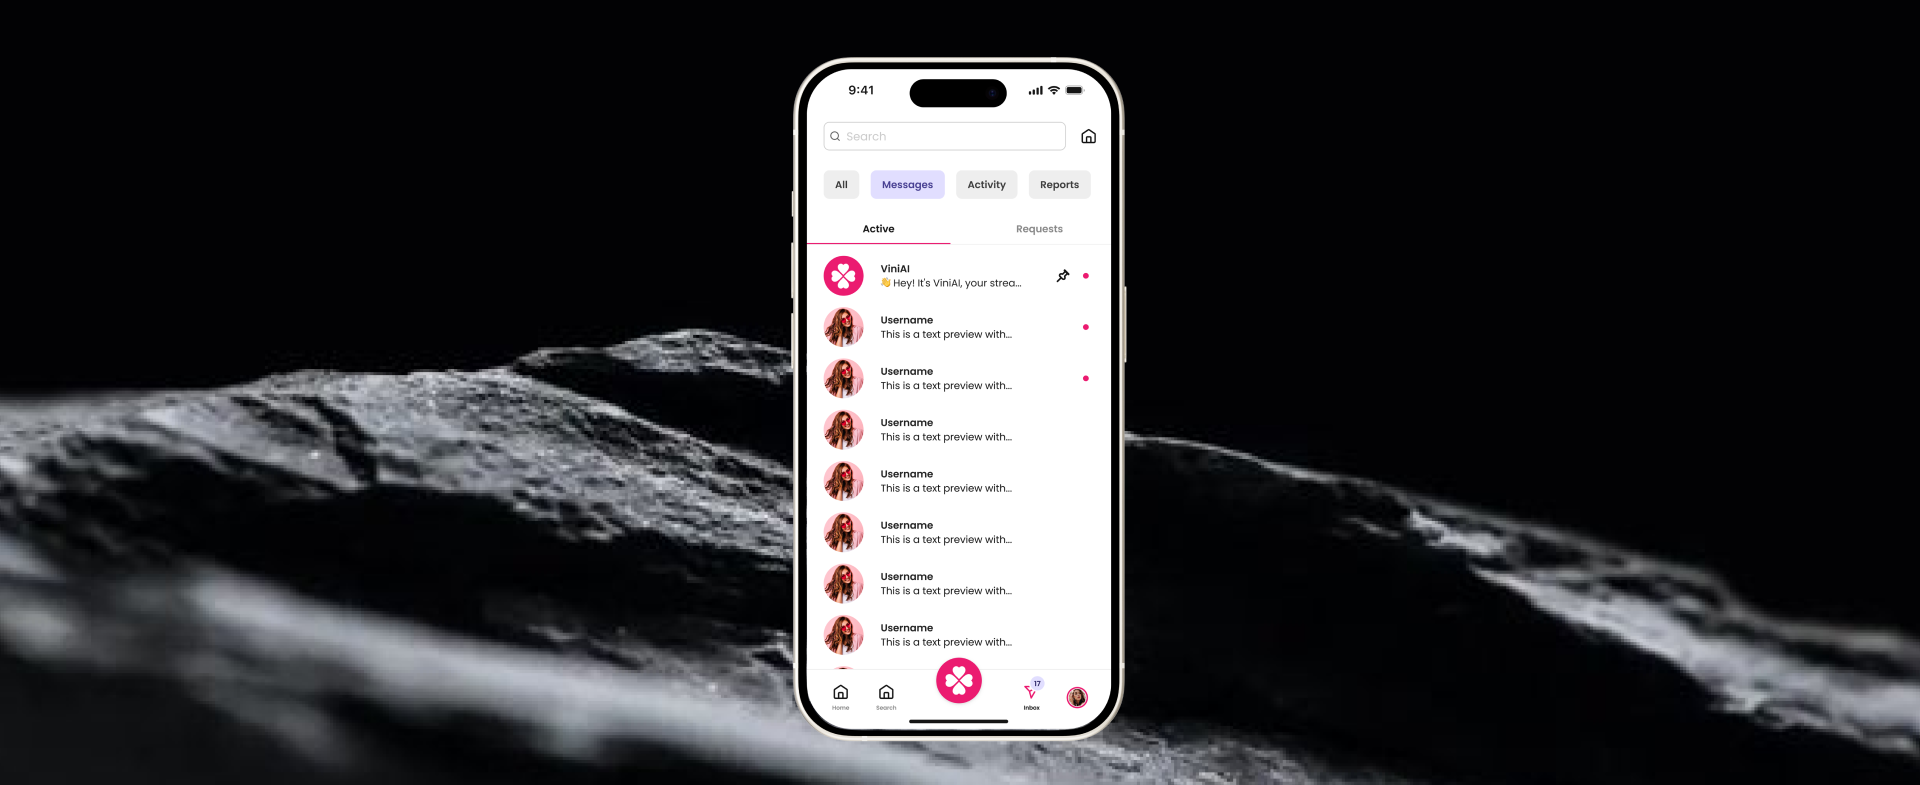 9:41
Search
All Messages Activity Reports
Active Requests
ViniAI
👋 Hey! It's ViniAI, your strea...
Username
This is a text preview with...
Username
This is a text preview with...
Username
This is a text preview with...
Username
This is a text preview with...
Username
This is a text preview with...
Username
This is a text preview with...
Username
This is a text preview with...
17
Home Search Inbox